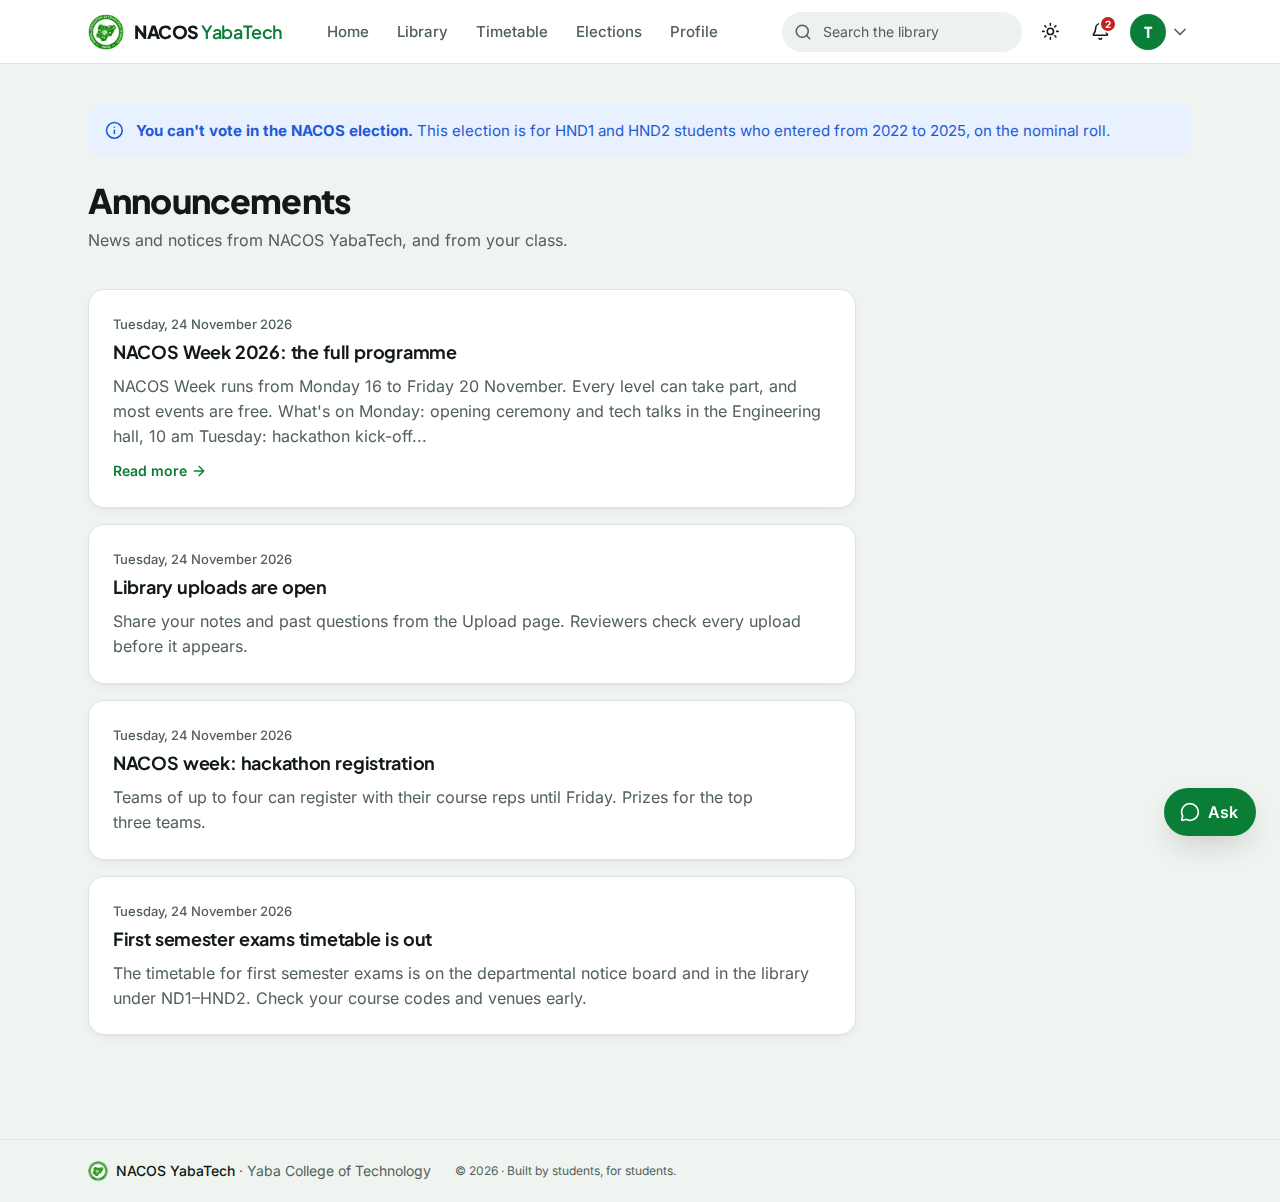 NACOS YabaTech
Home
Library
Timetable
Elections
Profile
Search the library
2
T
You can't vote in the NACOS election. This election is for HND1 and HND2 students who entered from 2022 to 2025, on the nominal roll.
Announcements
News and notices from NACOS YabaTech, and from your class.
Tuesday, 24 November 2026
NACOS Week 2026: the full programme
NACOS Week runs from Monday 16 to Friday 20 November. Every level can take part, and
most events are free. What's on Monday: opening ceremony and tech talks in the Engineering
hall, 10 am Tuesday: hackathon kick-off...
Read more →
Tuesday, 24 November 2026
Library uploads are open
Share your notes and past questions from the Upload page. Reviewers check every upload
before it appears.
Tuesday, 24 November 2026
NACOS week: hackathon registration
Teams of up to four can register with their course reps until Friday. Prizes for the top
three teams.
Ask
Tuesday, 24 November 2026
First semester exams timetable is out
The timetable for first semester exams is on the departmental notice board and in the library
under ND1–HND2. Check your course codes and venues early.
NACOS YabaTech · Yaba College of Technology
© 2026 · Built by students, for students.